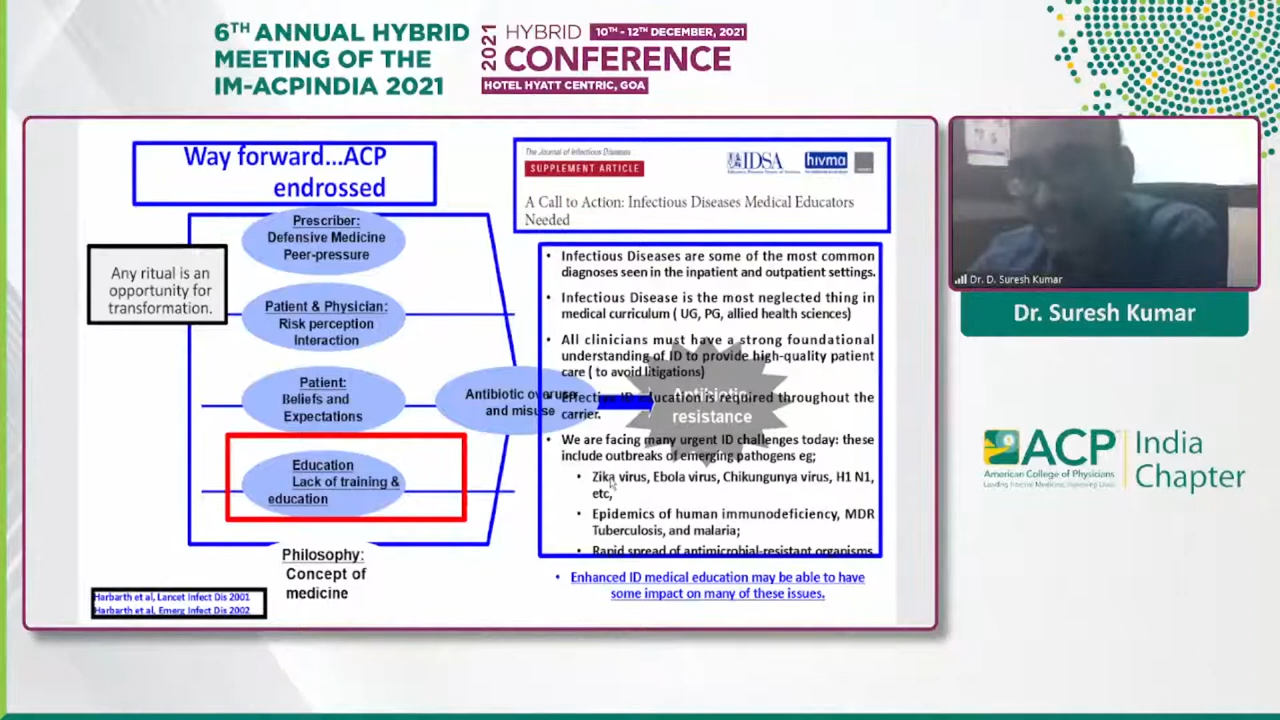 6TH ANNUAL HYBRID
MEETING OF THE
IM-ACPINDIA 2021
2021
HYBRID 10TH - 12TH DECEMBER, 2021
CONFERENCE
HOTEL HYATT CENTRIC, GOA
Way forward...ACP
endrossed
Any ritual is an
opportunity for
transformation.
Prescriber:
Defensive Medicine
Peer-pressure
Patient & Physician:
Risk perception
Interaction
Patient:
Beliefs and
Expectations
Education
Lack of training &
education
Philosophy:
Concept of
medicine
Antibiotic overuse
and misuse
Antibiotic
resistance
Harbarth et al, Lancet Infect Dis 2001
Harbarth et al, Emerg Infect Dis 2002
The Journal of Infectious Diseases
SUPPLEMENT ARTICLE
IDSA
hivma
A Call to Action: Infectious Diseases Medical Educators
Needed
• Infectious Diseases are some of the most common
diagnoses seen in the inpatient and outpatient settings.
• Infectious Disease is the most neglected thing in
medical curriculum ( UG, PG, allied health sciences)
• All clinicians must have a strong foundational
understanding of ID to provide high-quality patient
care ( to avoid litigations)
• Effective ID education is required throughout the
carrier.
• We are facing many urgent ID challenges today: these
include outbreaks of emerging pathogens eg;
• Zika virus, Ebola virus, Chikungunya virus, H1 N1,
etc,
• Epidemics of human immunodeficiency, MDR
Tuberculosis, and malaria;
• Rapid spread of antimicrobial-resistant organisms
• Enhanced ID medical education may be able to have
some impact on many of these issues.
Dr. D. Suresh Kumar
Dr. Suresh Kumar
ACP
American College of Physicians
India
Chapter